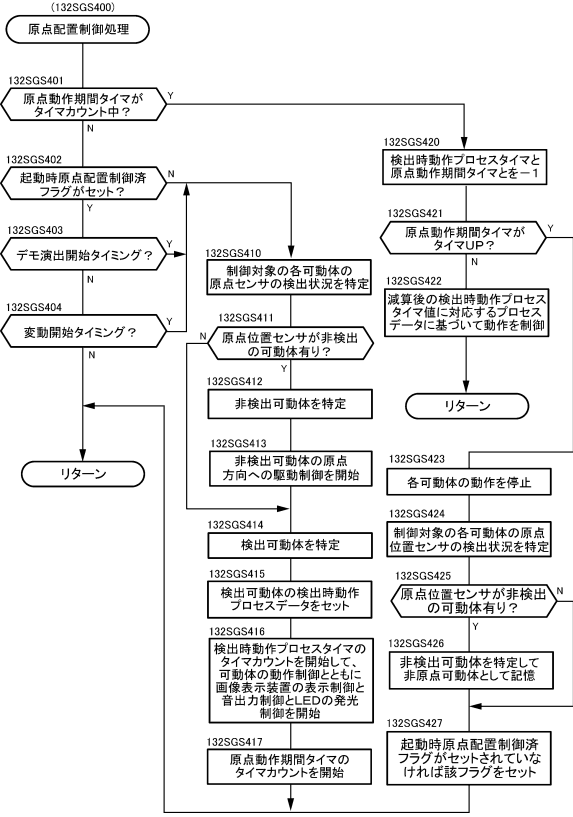 (132SGS400)
原点配置制御処理
132SGS401
原点動作期間タイマが
タイマカウント中？
Y
N
132SGS402
起動時原点配置制御済
フラグがセット？
N
Y
132SGS403
デモ演出開始タイミング？
Y
N
132SGS404
変動開始タイミング？
Y
N
リターン
132SGS410
制御対象の各可動体の
原点センサの検出状況を特定
132SGS411
原点位置センサが非検出
の可動体有り？
N
Y
132SGS412
非検出可動体を特定
132SGS413
非検出可動体の原点
方向への駆動制御を開始
132SGS414
検出可動体を特定
132SGS415
検出可動体の検出時動作
プロセスデータをセット
132SGS416
検出時動作プロセスタイマの
タイマカウントを開始して、
可動体の動作制御とともに
画像表示装置の表示制御と
音出力制御とLEDの発光
制御を開始
132SGS417
原点動作期間タイマの
タイマカウントを開始
132SGS420
検出時動作プロセスタイマと
原点動作期間タイマとを－１
132SGS421
原点動作期間タイマが
タイマUP？
Y
N
132SGS422
減算後の検出時動作プロセス
タイマ値に対応するプロセス
データに基づいて動作を制御
リターン
132SGS423
各可動体の動作を停止
132SGS424
制御対象の各可動体の原点
位置センサの検出状況を特定
132SGS425
原点位置センサが非検出
の可動体有り？
N
Y
132SGS426
非検出可動体を特定して
非原点可動体として記憶
132SGS427
起動時原点配置制御済
フラグがセットされていな
ければ該フラグをセット